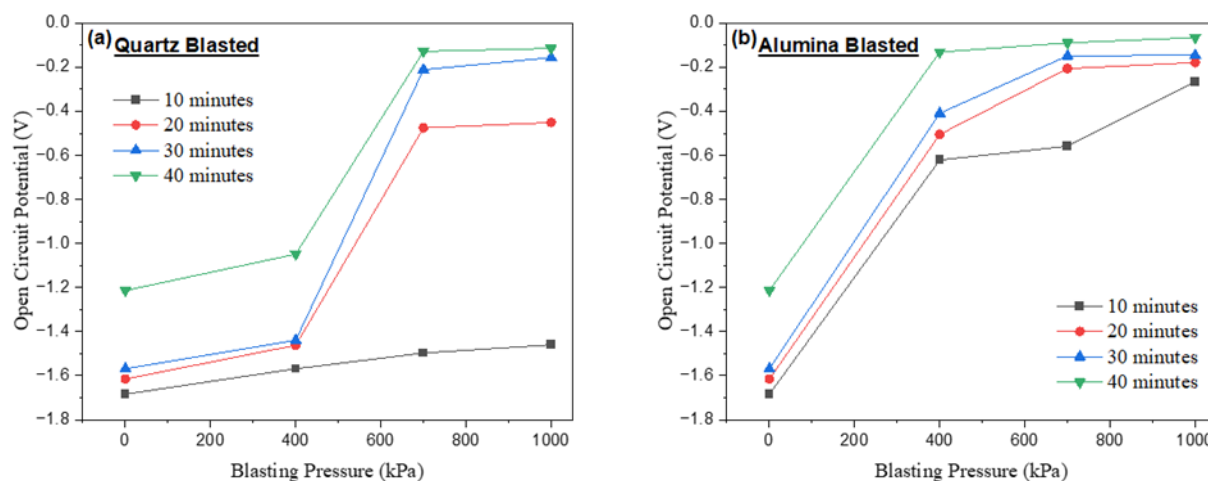 (a) Quartz Blasted
0.0
−0.2
−0.4
−0.6
−0.8
−1.0
−1.2
−1.4
−1.6
−1.8
Open Circuit Potential (V)
10 minutes
20 minutes
30 minutes
40 minutes
0 200 400 600 800 1000
Blasting Pressure (kPa)
(b) Alumina Blasted
0.0
−0.2
−0.4
−0.6
−0.8
−1.0
−1.2
−1.4
−1.6
−1.8
Open Circuit Potential (V)
10 minutes
20 minutes
30 minutes
40 minutes
0 200 400 600 800 1000
Blasting Pressure (kPa)